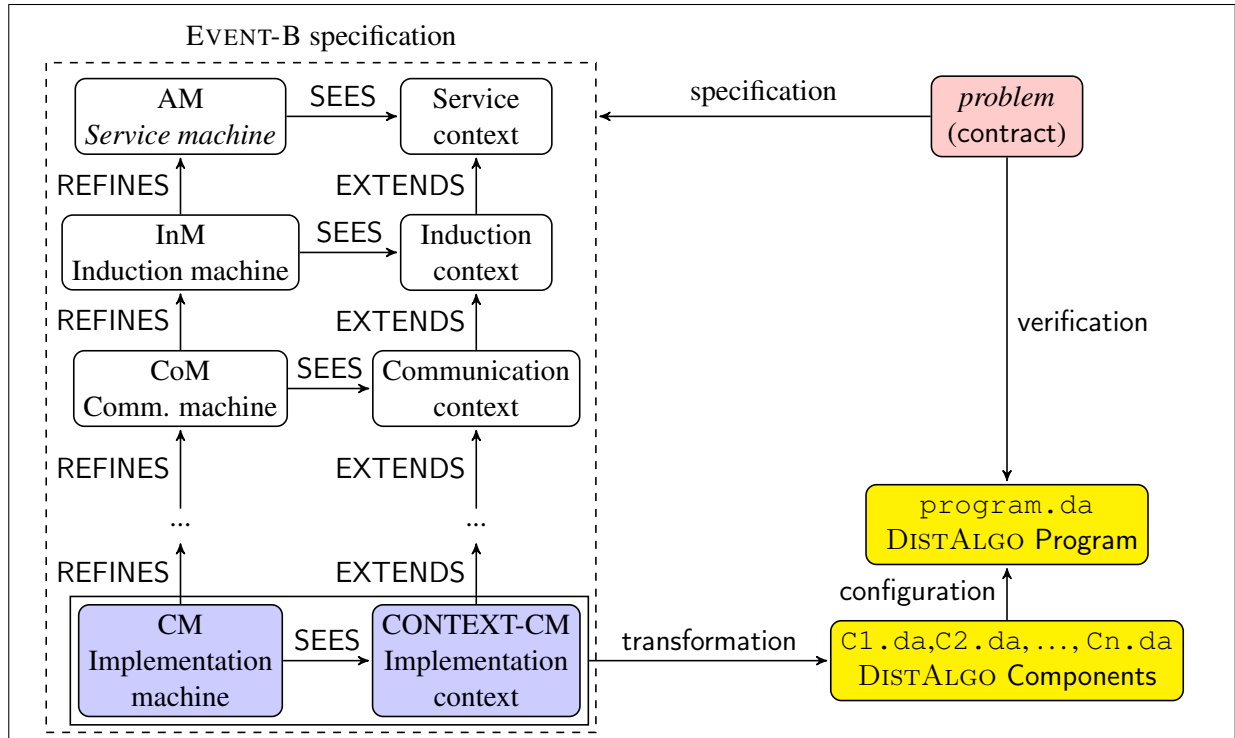 EVENT-B specification
AM
Service machine
SEES
Service
context
specification
problem
(contract)
REFINES
EXTENDS
InM
Induction machine
SEES
Induction
context
REFINES
EXTENDS
verification
CoM
Comm. machine
SEES
Communication
context
REFINES
EXTENDS
...
...
program.da
DISTALGO Program
REFINES
EXTENDS
configuration
CM
Implementation
machine
SEES
CONTEXT-CM
Implementation
context
transformation
C1.da,C2.da, ..., Cn.da
DISTALGO Components